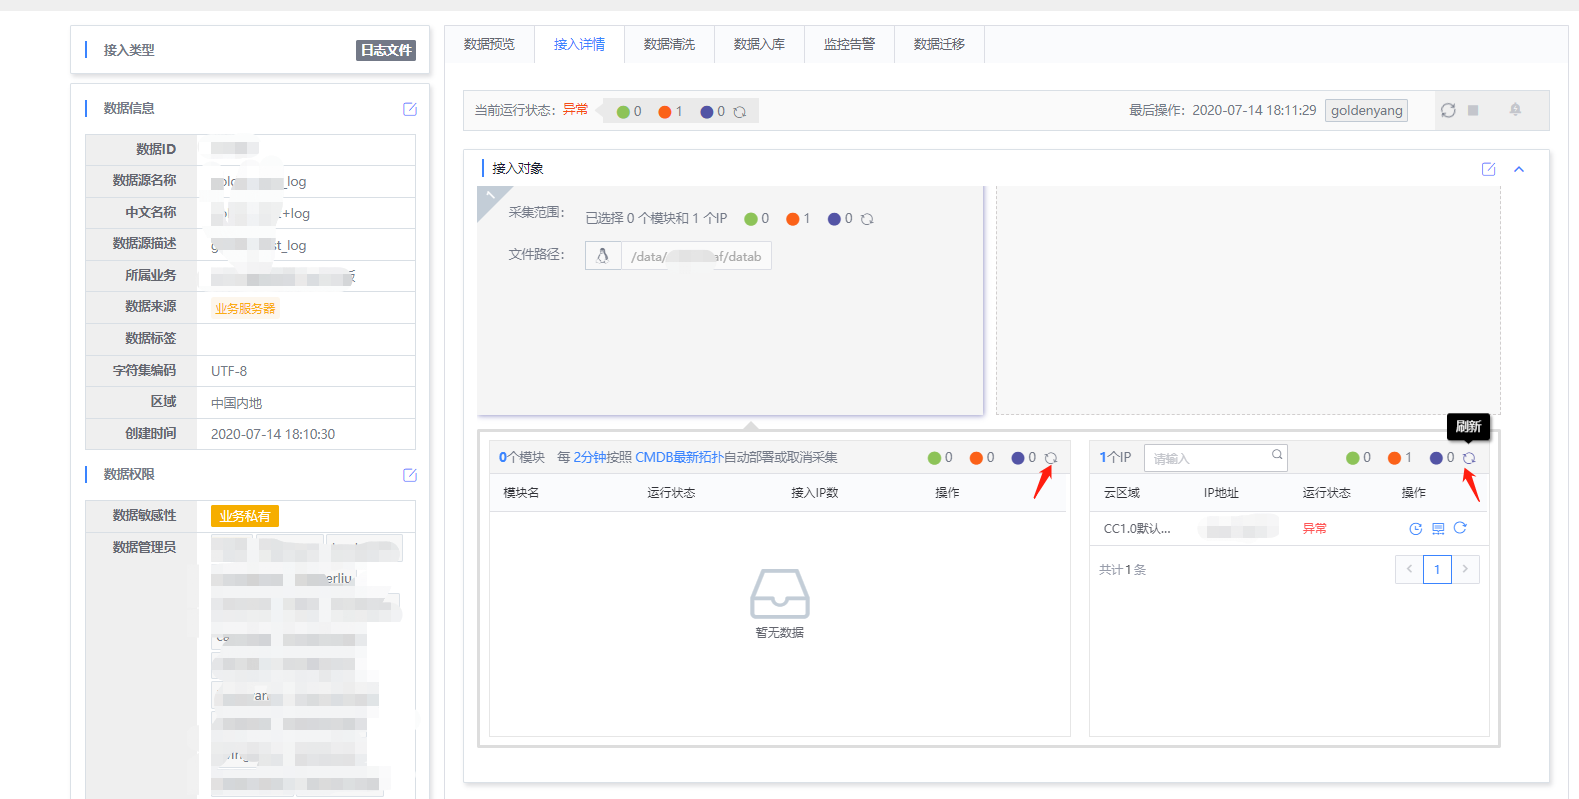 接入类型
日志文件
数据信息
数据ID
数据源名称 _log
中文名称 +log
数据源描述 st_log
所属业务
数据来源 业务服务器
数据标签
字符集编码 UTF-8
区域 中国内地
创建时间 2020-07-14 18:10:30
数据权限
数据敏感性 业务私有
数据管理员
erliu
数据预览 接入详情 数据清洗 数据入库 监控告警 数据迁移
当前运行状态: 异常 0 1 0
最后操作: 2020-07-14 18:11:29 goldenyang
接入对象
1
采集范围: 已选择 0 个模块和 1 个IP 0 1 0
文件路径: /data/ af/datab
刷新
0个模块 每 2分钟按照 CMDB最新拓扑自动部署或取消采集 0 0 0
模块名 运行状态 接入IP数 操作
暂无数据
1个IP 请输入 0 1 0
云区域 IP地址 运行状态 操作
CC1.0默认... 异常
共计 1 条
1